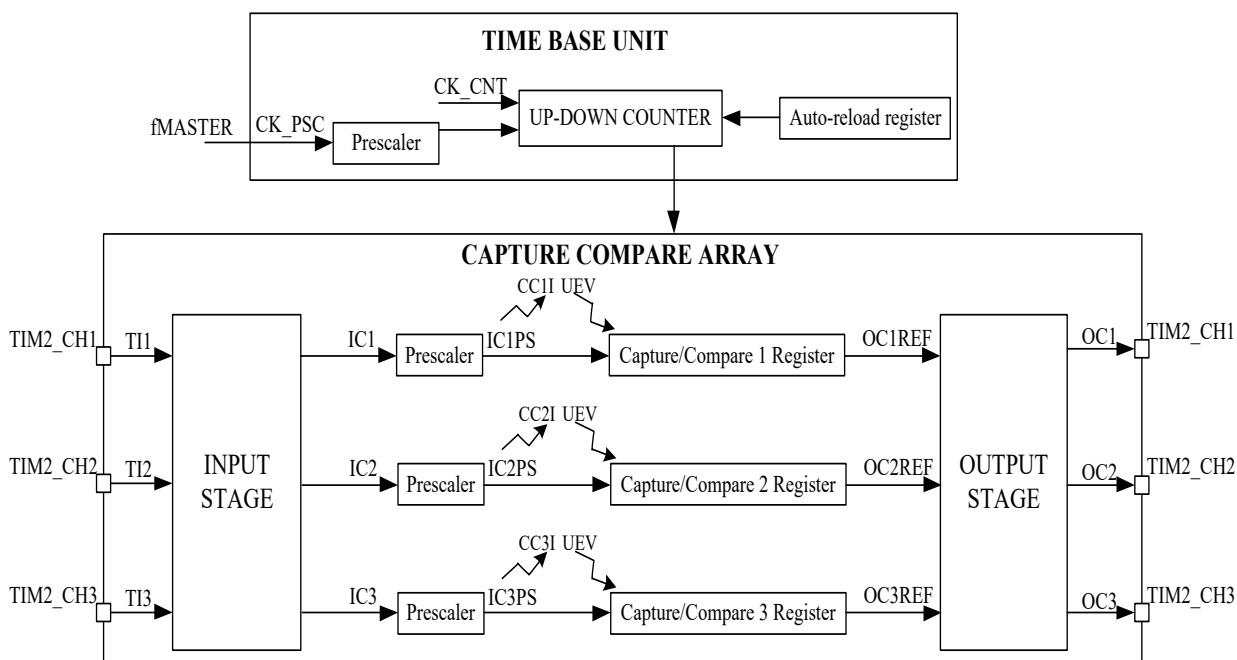 TIME BASE UNIT
CK_CNT
fMASTER
CK_PSC
Prescaler
UP-DOWN COUNTER
Auto-reload register
CAPTURE COMPARE ARRAY
CC1I UEV
TIM2_CH1
TI1
IC1
Prescaler
IC1PS
Capture/Compare 1 Register
OC1REF
OC1
TIM2_CH1
CC2I UEV
TIM2_CH2
TI2
INPUT
STAGE
IC2
Prescaler
IC2PS
Capture/Compare 2 Register
OC2REF
OUTPUT
STAGE
OC2
TIM2_CH2
CC3I UEV
TIM2_CH3
TI3
IC3
Prescaler
IC3PS
Capture/Compare 3 Register
OC3REF
OC3
TIM2_CH3